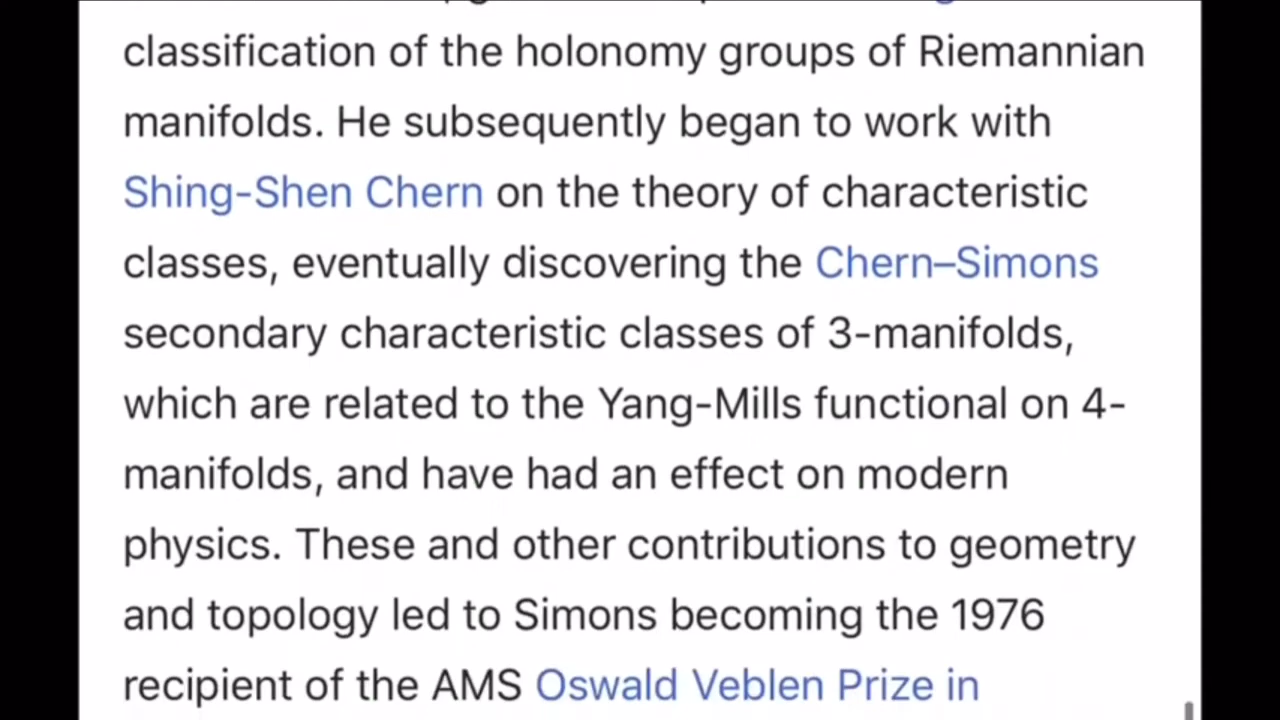 classification of the holonomy groups of Riemannian
manifolds. He subsequently began to work with
Shing-Shen Chern on the theory of characteristic
classes, eventually discovering the Chern–Simons
secondary characteristic classes of 3-manifolds,
which are related to the Yang-Mills functional on 4-
manifolds, and have had an effect on modern
physics. These and other contributions to geometry
and topology led to Simons becoming the 1976
recipient of the AMS Oswald Veblen Prize in